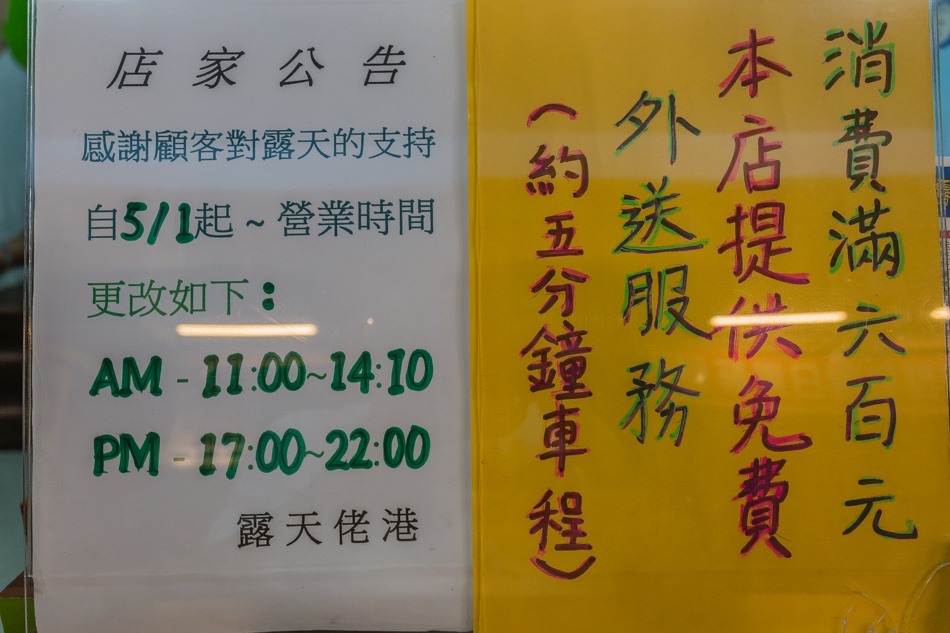 店家公告
感謝顧客對露天的支持
自5/1起~營業時間
更改如下：
AM - 11:00~14:10
PM - 17:00~22:00
露天佬港
消費滿六百元
本店提供免費
外送服務
（約五分鐘車程）